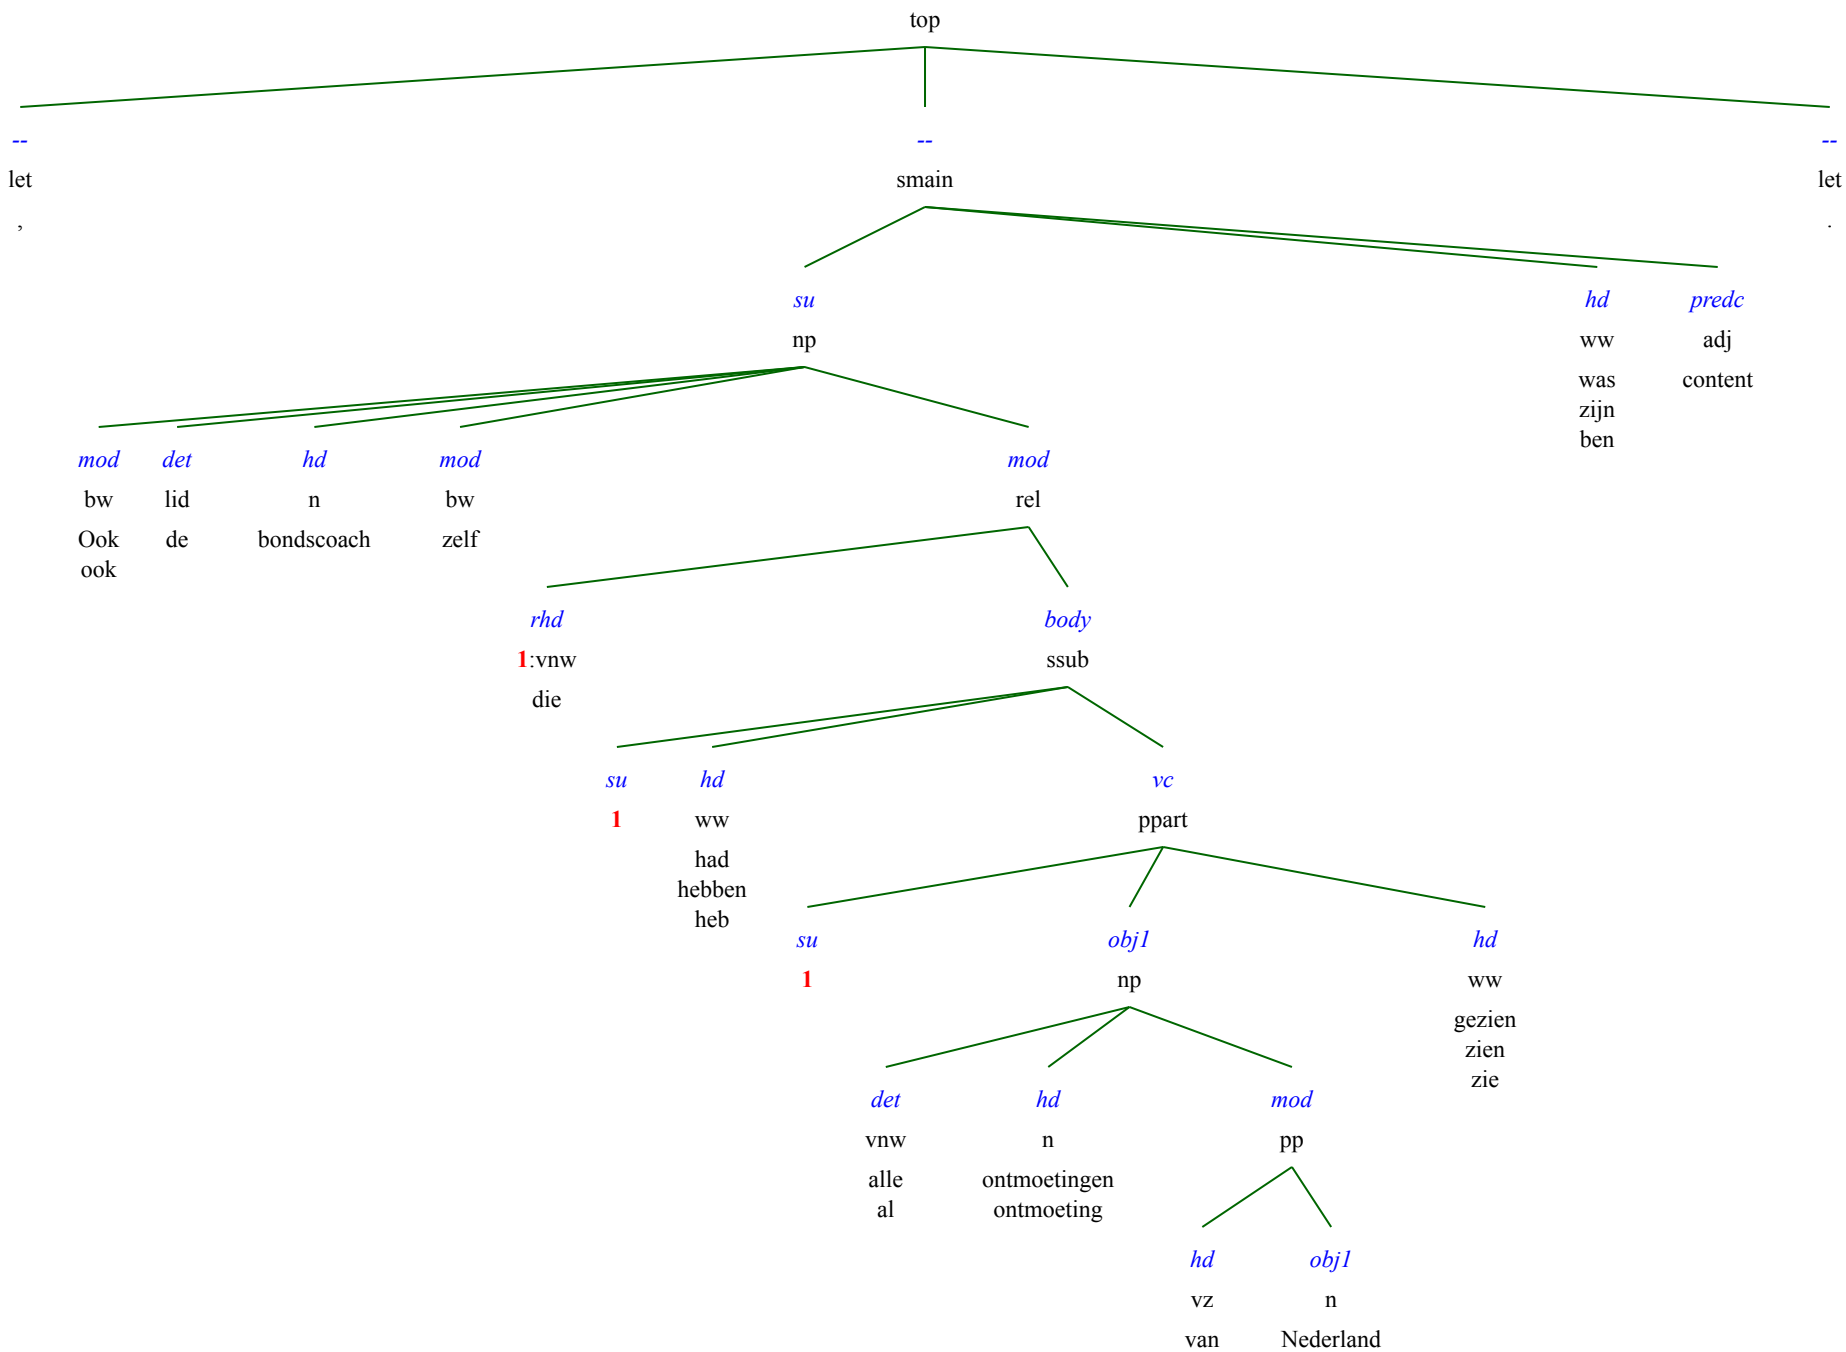 top
-- -- --
let smain let
, .
su hd predc
np ww adj
was content
zijn
ben
mod det hd mod mod
bw lid n bw rel
Ook de bondscoach zelf
ook
rhd body
1:vnw ssub
die
su hd vc
1 ww ppart
had
hebben
heb
su obj1 hd
1 np ww
gezien
zien
zie
det hd mod
vnw n pp
alle ontmoetingen
al ontmoeting
hd obj1
vz n
van Nederland